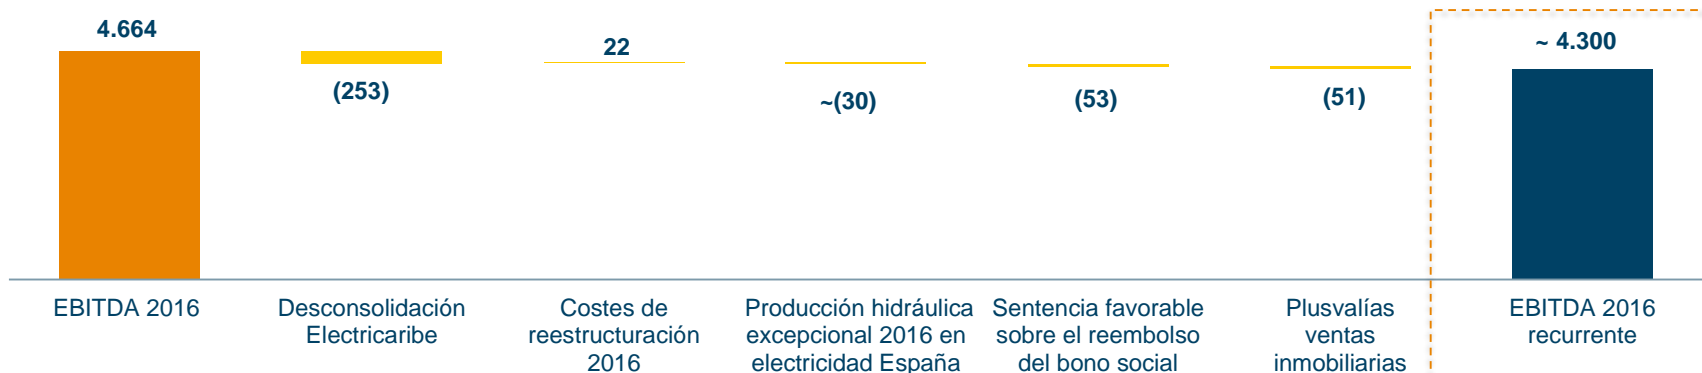 4.664
(253)
22
~(30)
(53)
(51)
~ 4.300
EBITDA 2016
Desconsolidación
Electricaribe
Costes de
reestructuración
2016
Producción hidráulica
excepcional 2016 en
electricidad España
Sentencia favorable
sobre el reembolso
del bono social
Plusvalías
ventas
inmobiliarias
EBITDA 2016
recurrente